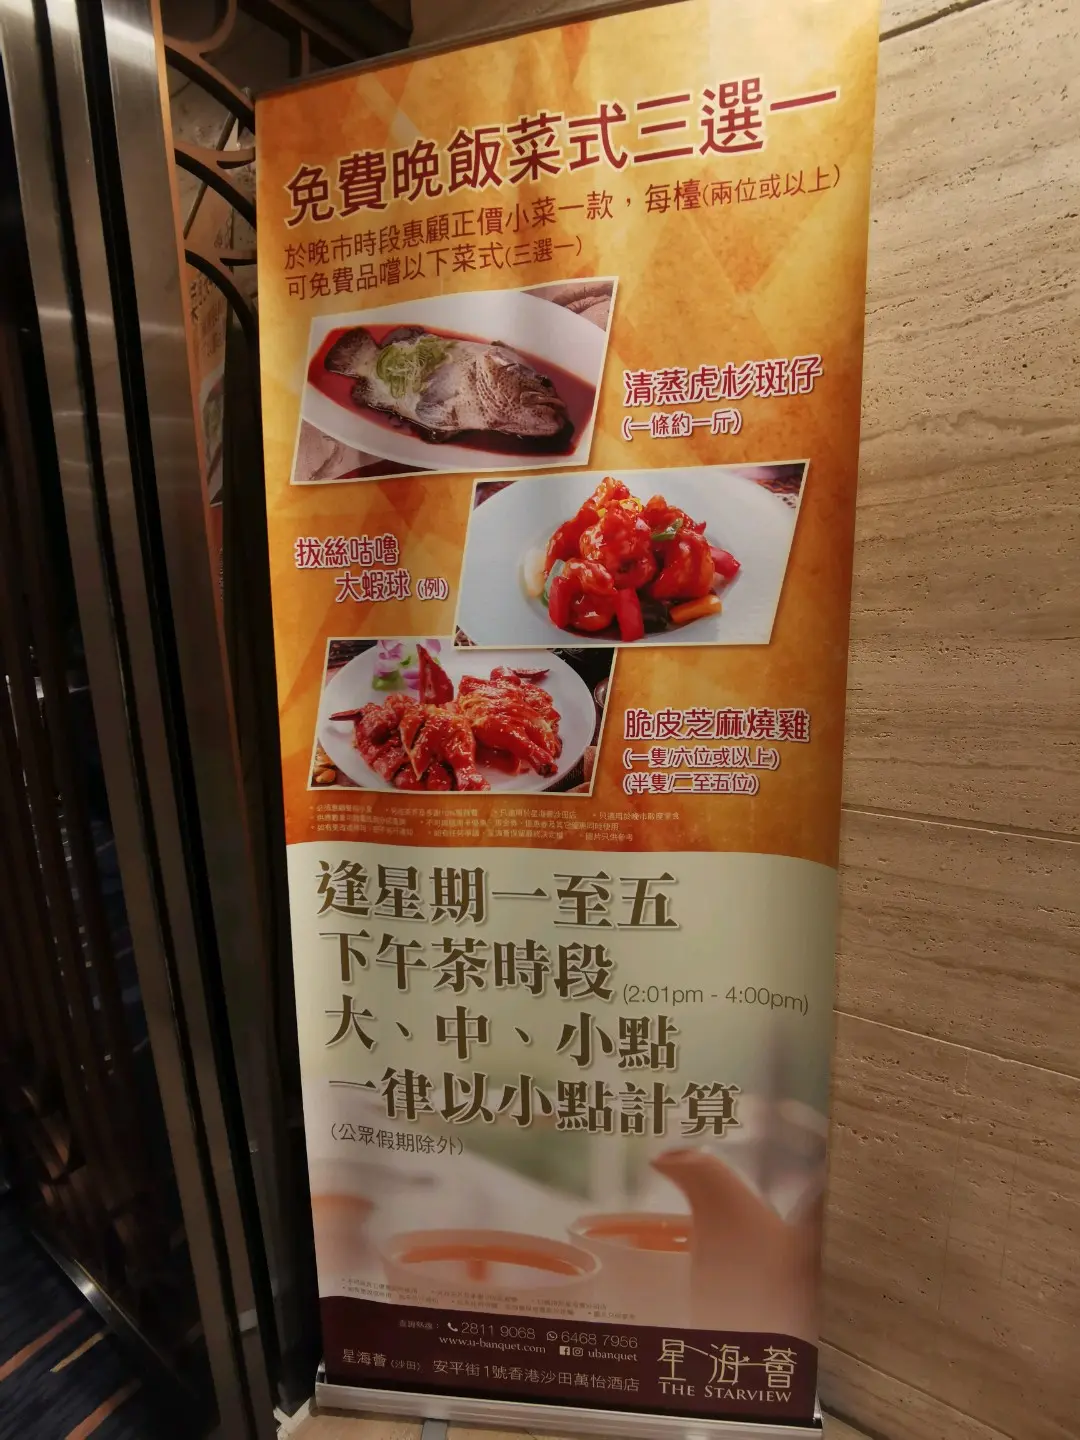 免費晚飯菜式三選一
於晚市時段惠顧正價小菜一款，每檯(兩位或以上)
可免費品嚐以下菜式(三選一)
清蒸虎杉斑仔
(一條約一斤)
拔絲咕嚕
大蝦球(例)
脆皮芝麻燒雞
(一隻/六位或以上)
(半隻/二至五位)
逢星期一至五
下午茶時段(2:01pm - 4:00pm)
大、中、小點
一律以小點計算
(公眾假期除外)
查詢熱線： 2811 9068 6468 7956
www.u-banquet.com ubanquet
星海薈(沙田) 安平街1號香港沙田萬怡酒店
星海薈
THE STARVIEW